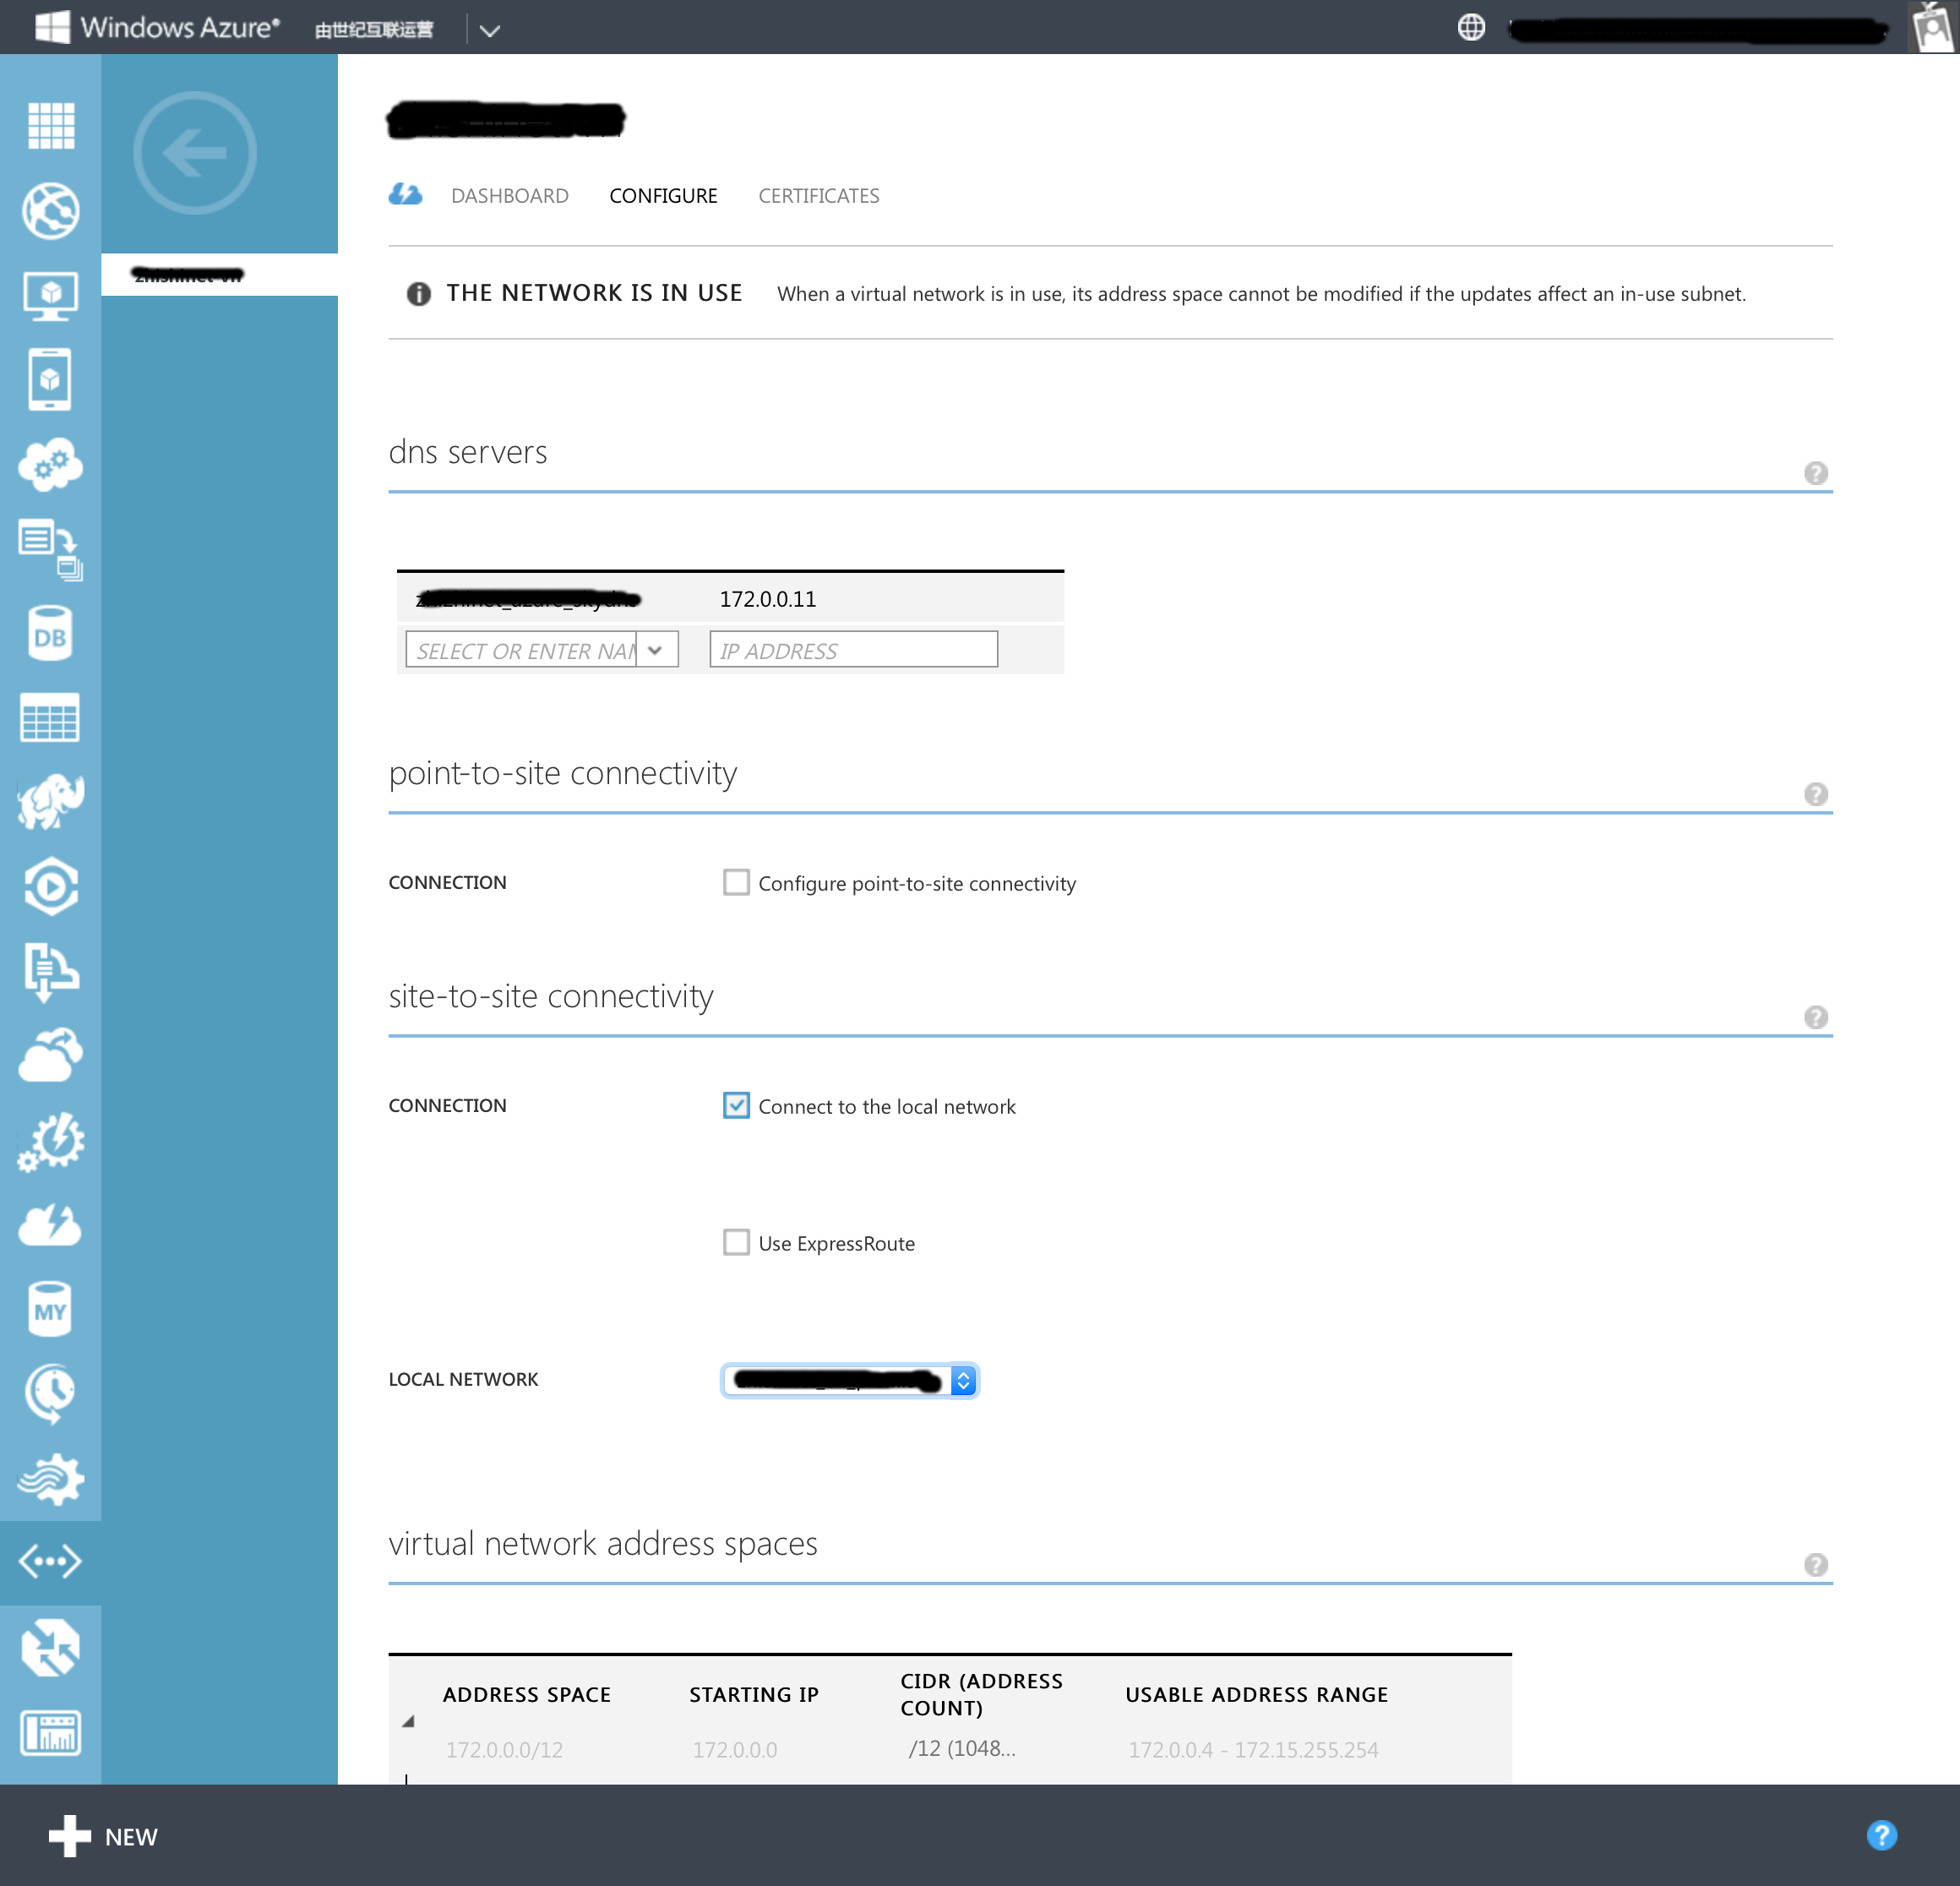 Windows Azure® 由世纪互联运营
DASHBOARD CONFIGURE CERTIFICATES
THE NETWORK IS IN USE When a virtual network is in use, its address space cannot be modified if the updates affect an in-use subnet.
dns servers
172.0.0.11
SELECT OR ENTER NAM IP ADDRESS
point-to-site connectivity
CONNECTION Configure point-to-site connectivity
site-to-site connectivity
CONNECTION Connect to the local network
Use ExpressRoute
LOCAL NETWORK
virtual network address spaces
ADDRESS SPACE STARTING IP CIDR (ADDRESS COUNT) USABLE ADDRESS RANGE
172.0.0.0/12 172.0.0.0 /12 (1048... 172.0.0.4 - 172.15.255.254
DB
MY
NEW